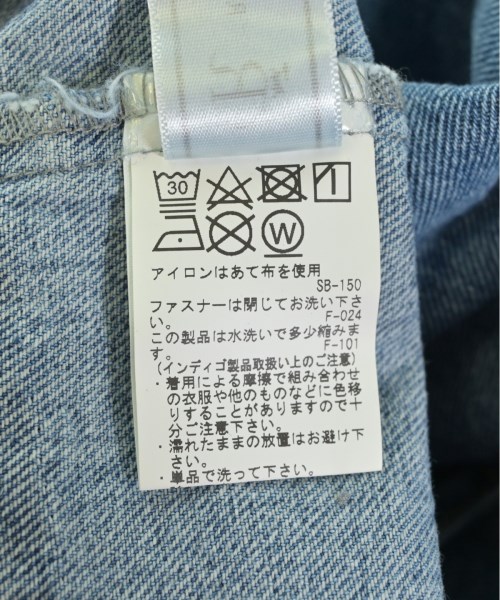 30
W
アイロンはあて布を使用
SB-150
ファスナーは閉じてお洗い下さ
い。
F-024
この製品は水洗いで多少縮みま
す。
F-101
(インディゴ製品取扱い上のご注意)
・着用による摩擦で組み合わせ
の衣服や他のものなどに色移
りすることがありますので十
分ご注意下さい。
・濡れたままの放置はお避け下
さい。
・単品で洗って下さい。